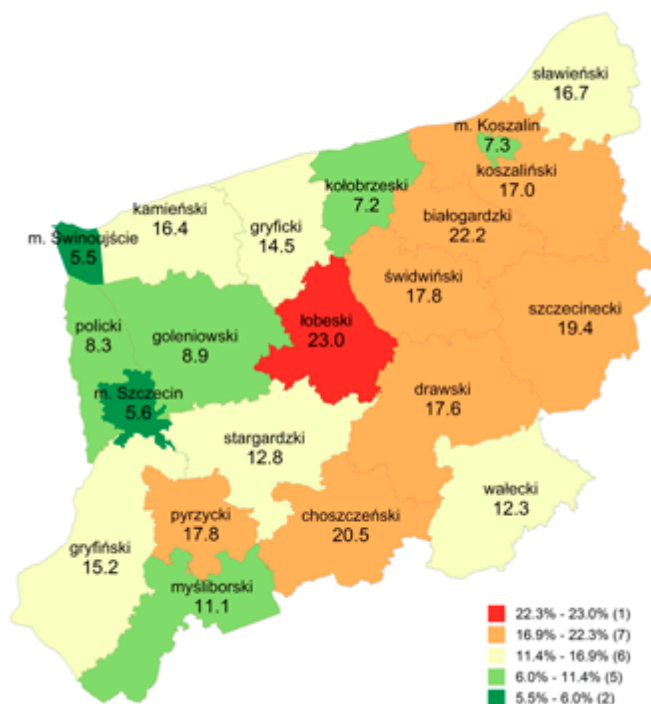 sławieński
16.7
m. Koszalin
7.3
koszaliński
17.0
kołobrzeski
7.2
białogardzki
22.2
kamieński
16.4
gryficki
14.5
m. Świnoujście
5.5
świdwiński
17.8
szczecinecki
19.4
łobeski
23.0
policki
8.3
goleniowski
8.9
m. Szczecin
5.6
drawski
17.6
stargardzki
12.8
wałecki
12.3
choszczeński
20.5
pyrzycki
17.8
gryfiński
15.2
myśliborski
11.1
22.3% - 23.0% (1)
16.9% - 22.3% (7)
11.4% - 16.9% (6)
6.0% - 11.4% (5)
5.5% - 6.0% (2)